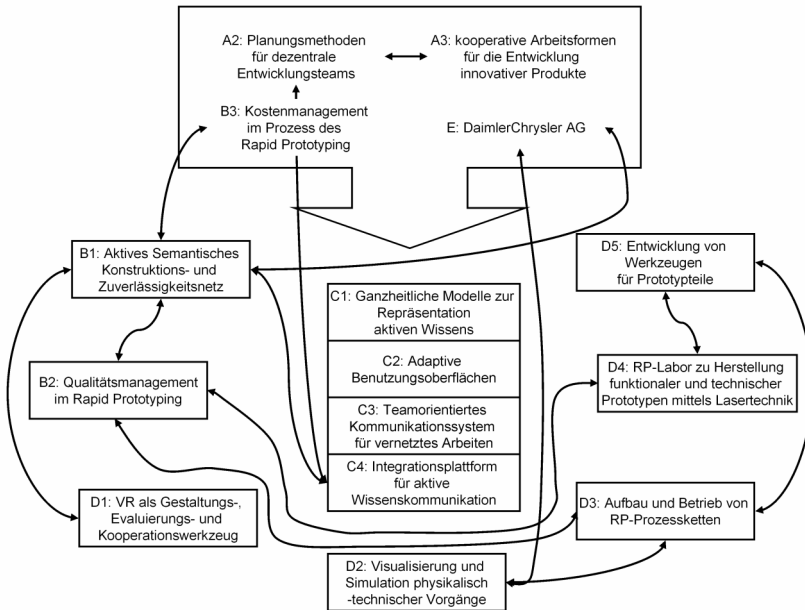 A2: Planungsmethoden
für dezentrale
Entwicklungsteams
A3: kooperative Arbeitsformen
für die Entwicklung
innovativer Produkte
B3: Kostenmanagement
im Prozess des
Rapid Prototyping
E: DaimlerChrysler AG
B1: Aktives Semantisches
Konstruktions- und
Zuverlässigkeitsnetz
D5: Entwicklung von
Werkzeugen
für Prototypteile
C1: Ganzheitliche Modelle zur
Repräsentation
aktiven Wissens
C2: Adaptive
Benutzungsoberflächen
C3: Teamorientiertes
Kommunikationssystem
für vernetztes Arbeiten
C4: Integrationsplattform
für aktive
Wissenskommunikation
B2: Qualitätsmanagement
im Rapid Prototyping
D4: RP-Labor zu Herstellung
funktionaler und technischer
Prototypen mittels Lasertechnik
D1: VR als Gestaltungs-,
Evaluierungs- und
Kooperationswerkzeug
D3: Aufbau und Betrieb von
RP-Prozessketten
D2: Visualisierung und
Simulation physikalisch
-technischer Vorgänge